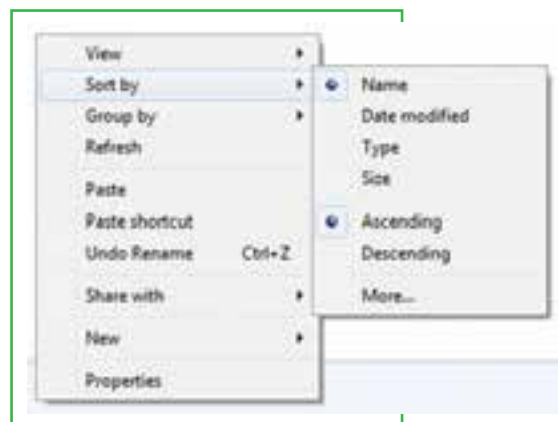 View
Sort by
Group by
Refresh
Paste
Paste shortcut
Undo Rename Ctrl+Z
Share with
New
Properties
Name
Date modified
Type
Size
Ascending
Descending
More...